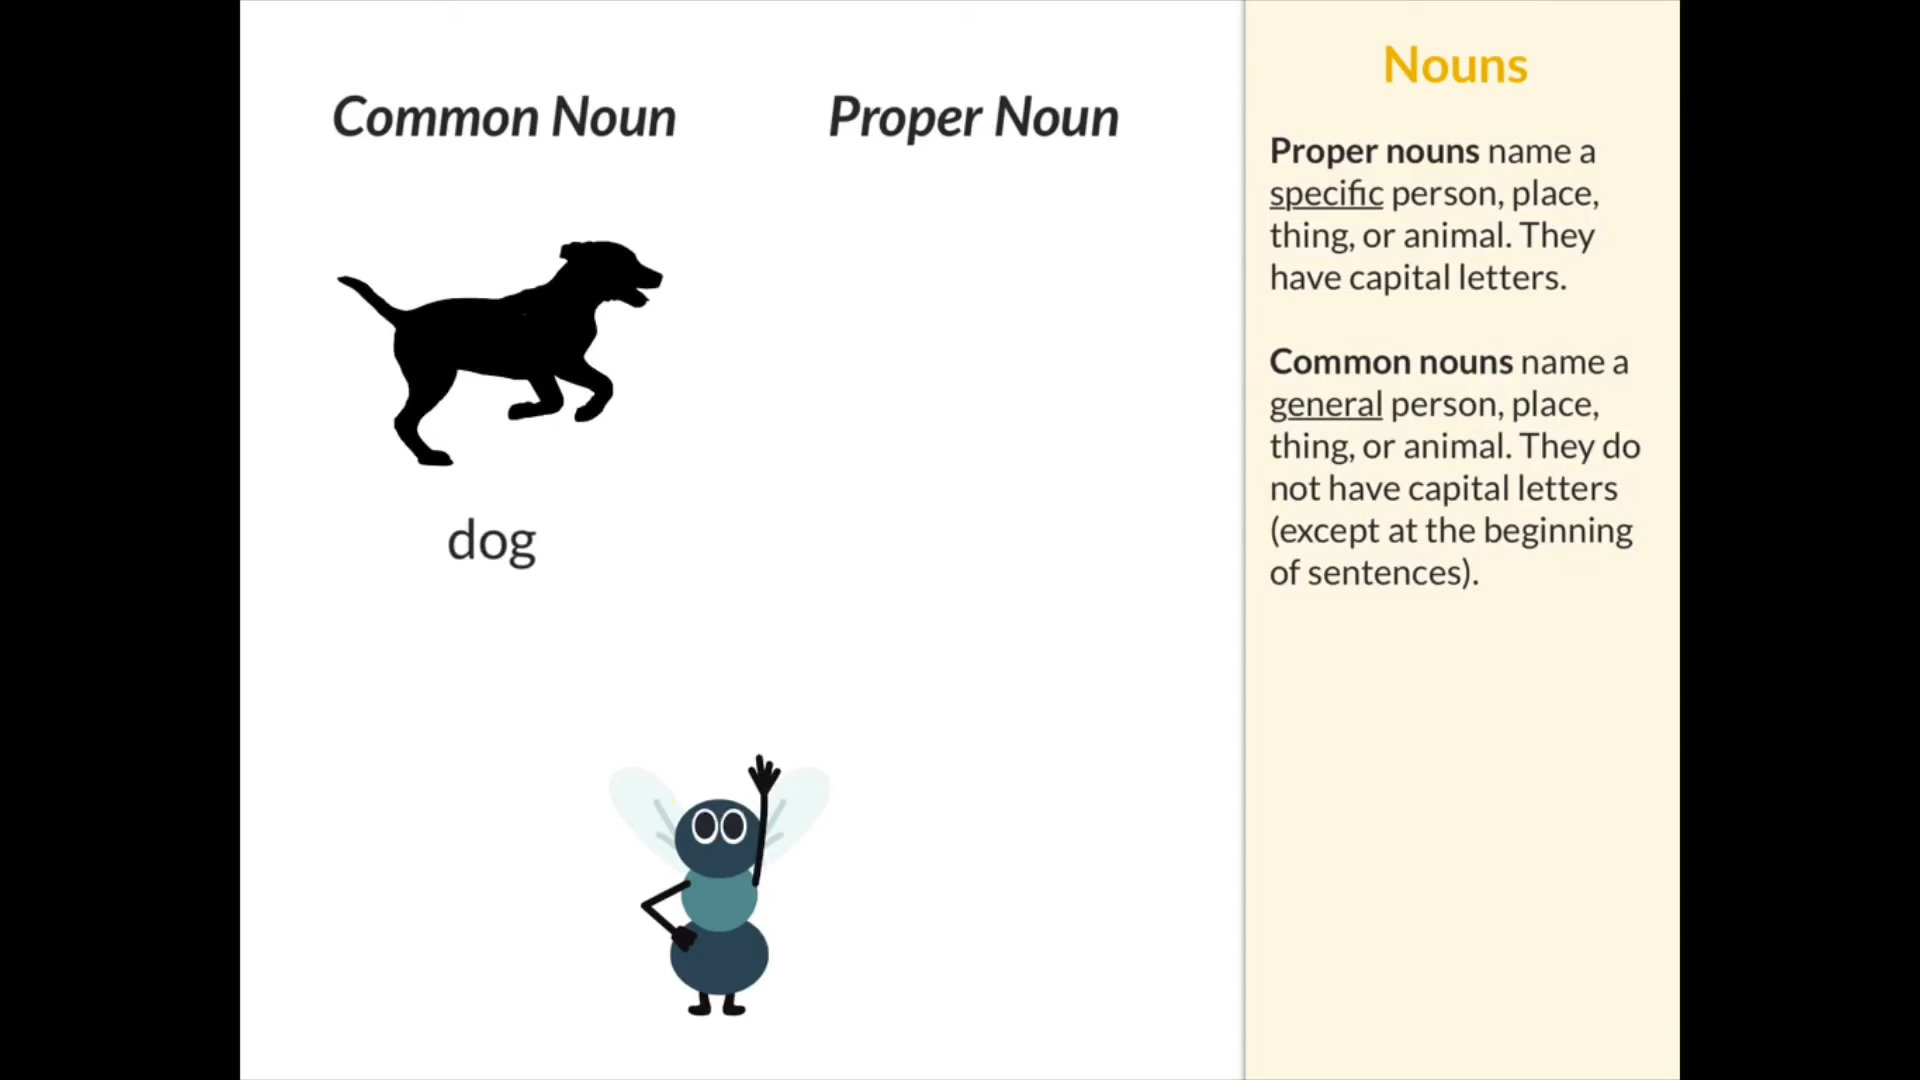 Common Noun
Proper Noun
dog
Nouns
Proper nouns name a
specific person, place,
thing, or animal. They
have capital letters.
Common nouns name a
general person, place,
thing, or animal. They do
not have capital letters
(except at the beginning
of sentences).